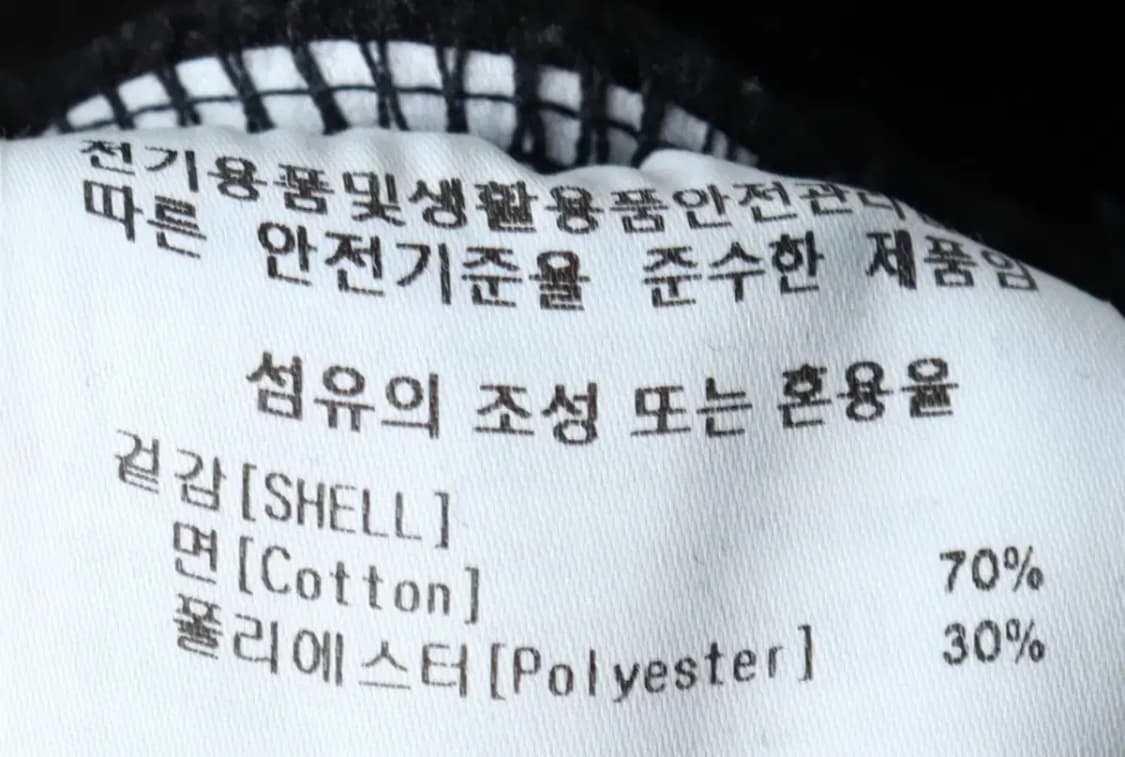 전기용품및생활용품안전관리
따른 안전기준을 준수한 제품임
섬유의 조성 또는 혼용율
겉감[SHELL]
면[Cotton] 70%
폴리에스터[Polyester] 30%